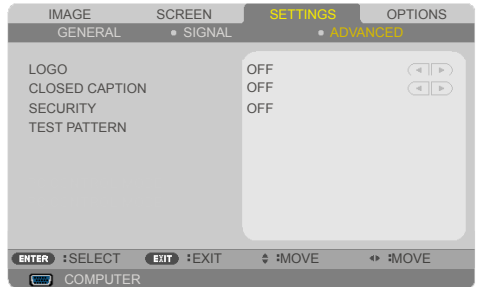 IMAGE SCREEN SETTINGS OPTIONS
GENERAL • SIGNAL • ADVANCED
LOGO OFF
CLOSED CAPTION OFF
SECURITY OFF
TEST PATTERN
ENTER :SELECT EXIT :EXIT :MOVE :MOVE
COMPUTER